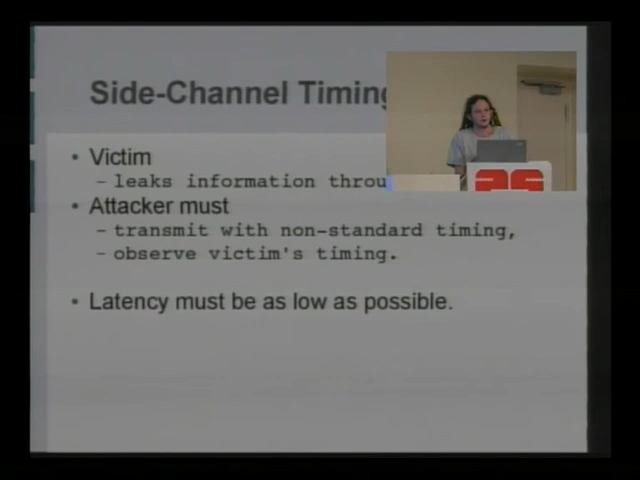 Side-Channel Timing
• Victim
– leaks information throu
• Attacker must
– transmit with non-standard timing,
– observe victim's timing.
• Latency must be as low as possible.